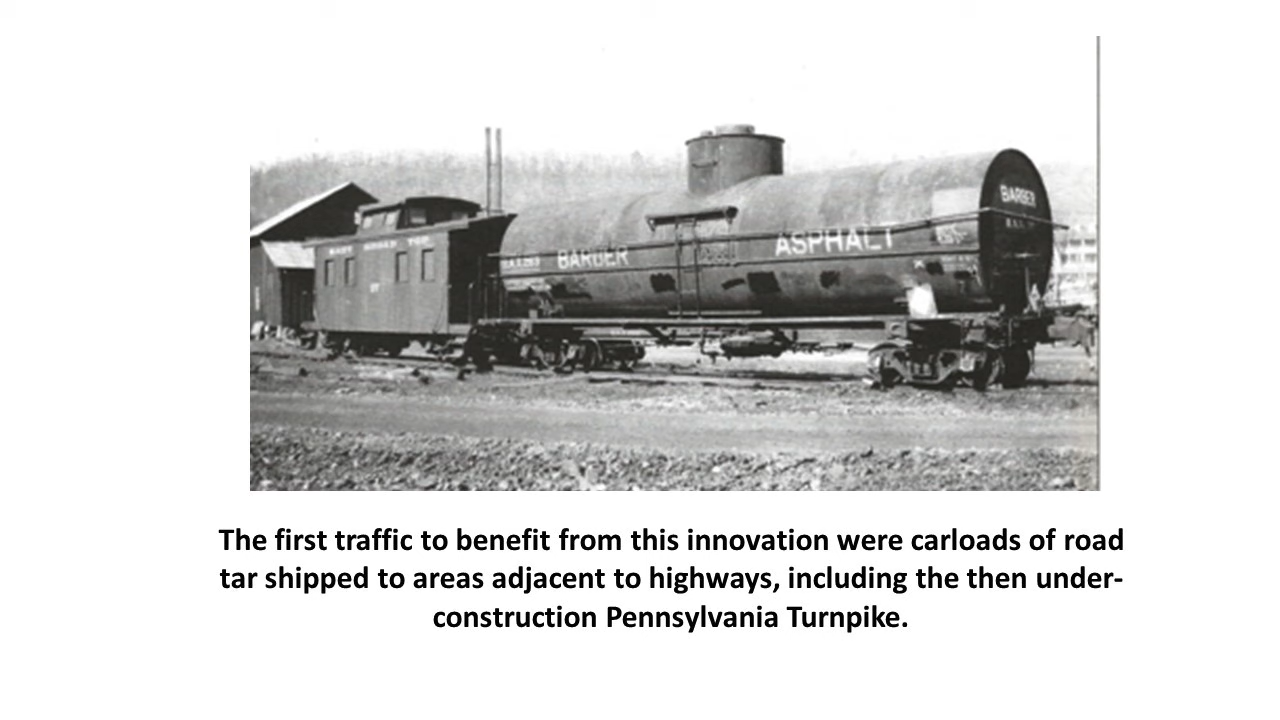 BARBER
ASPHALT
BARBER
The first traffic to benefit from this innovation were carloads of road
tar shipped to areas adjacent to highways, including the then under-
construction Pennsylvania Turnpike.